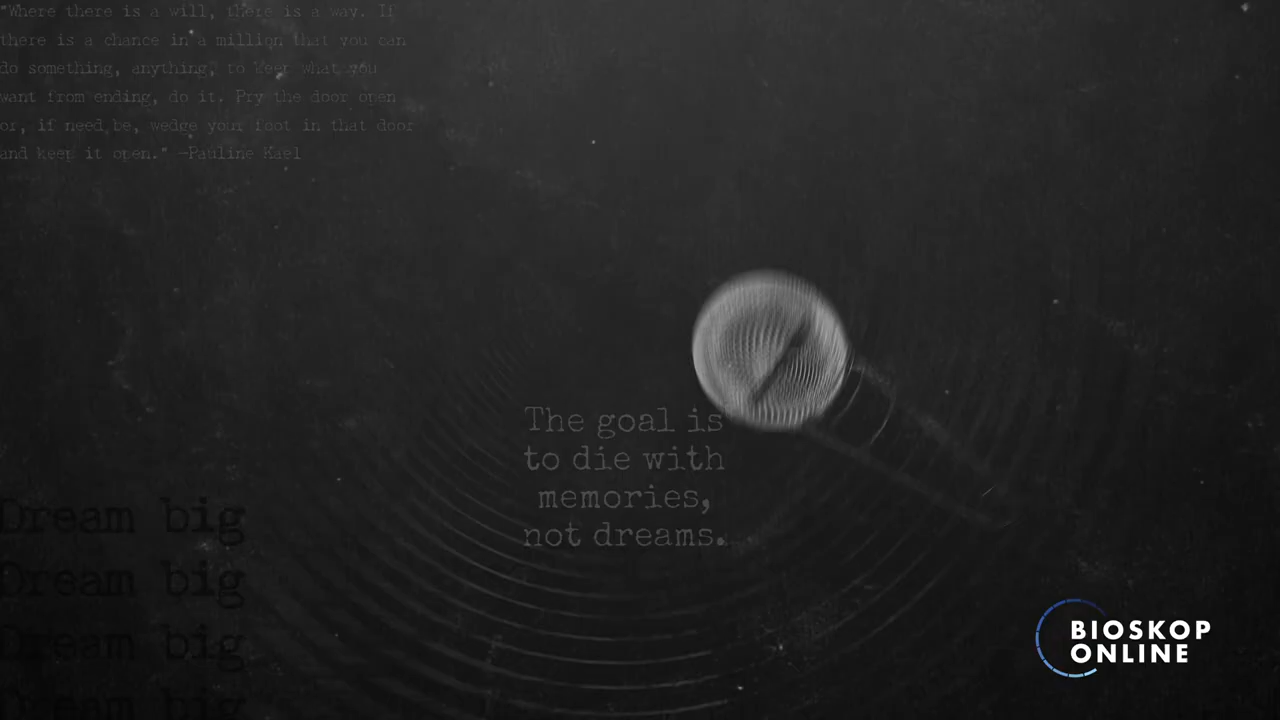 "Where there is a will, there is a way. If
there is a chance in a million that you can
do something, anything, to keep what you
want from ending, do it. Pry the door open
or, if need be, wedge your foot in that door
and keep it open." —Pauline Kael
The goal is
to die with
memories,
not dreams.
Dream big
Dream big
Dream big
Dream big
BIOSKOP
ONLINE